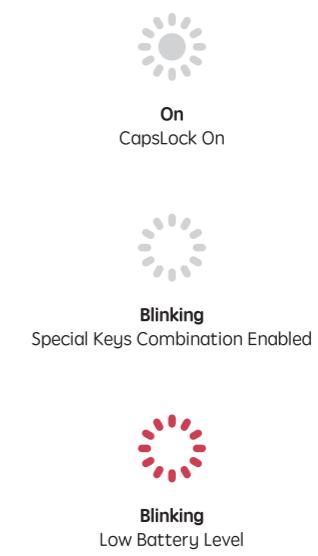 On
CapsLock On
Blinking
Special Keys Combination Enabled
Blinking
Low Battery Level